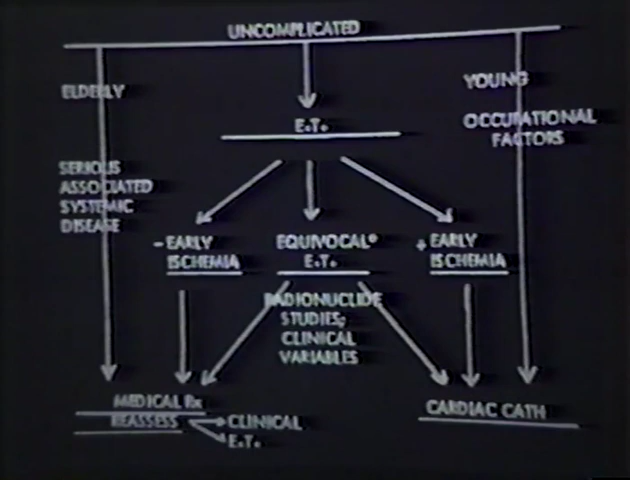 UNCOMPLICATED
ELDERLY
YOUNG
E.T.
OCCUPATIONAL
FACTORS
SERIOUS
ASSOCIATED
SYSTEMIC
DISEASE
- EARLY
ISCHEMIA
EQUIVOCAL*
E.T.
+ EARLY
ISCHEMIA
RADIONUCLIDE
STUDIES;
CLINICAL
VARIABLES
MEDICAL Rx
REASSESS
CLINICAL
E.T.
CARDIAC CATH